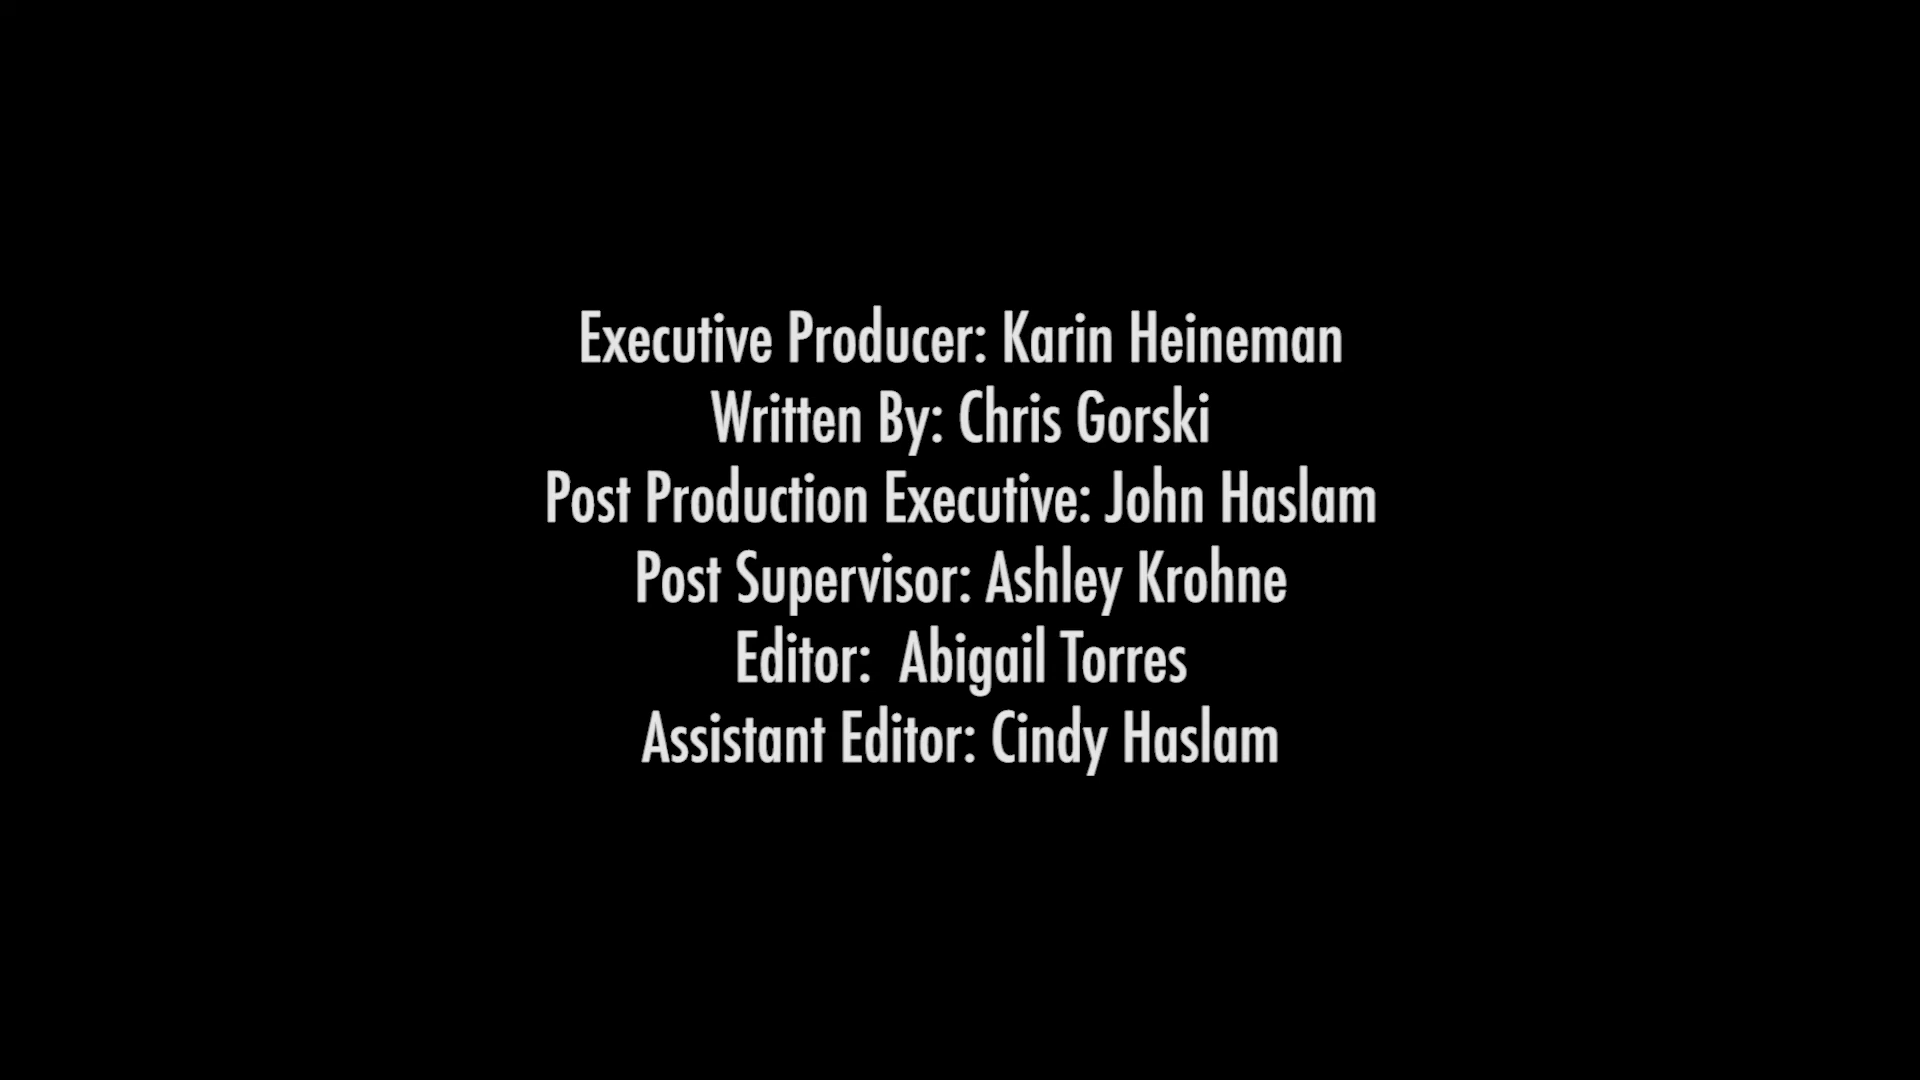 Executive Producer: Karin Heineman
Written By: Chris Gorski
Post Production Executive: John Haslam
Post Supervisor: Ashley Krohne
Editor:  Abigail Torres
Assistant Editor: Cindy Haslam